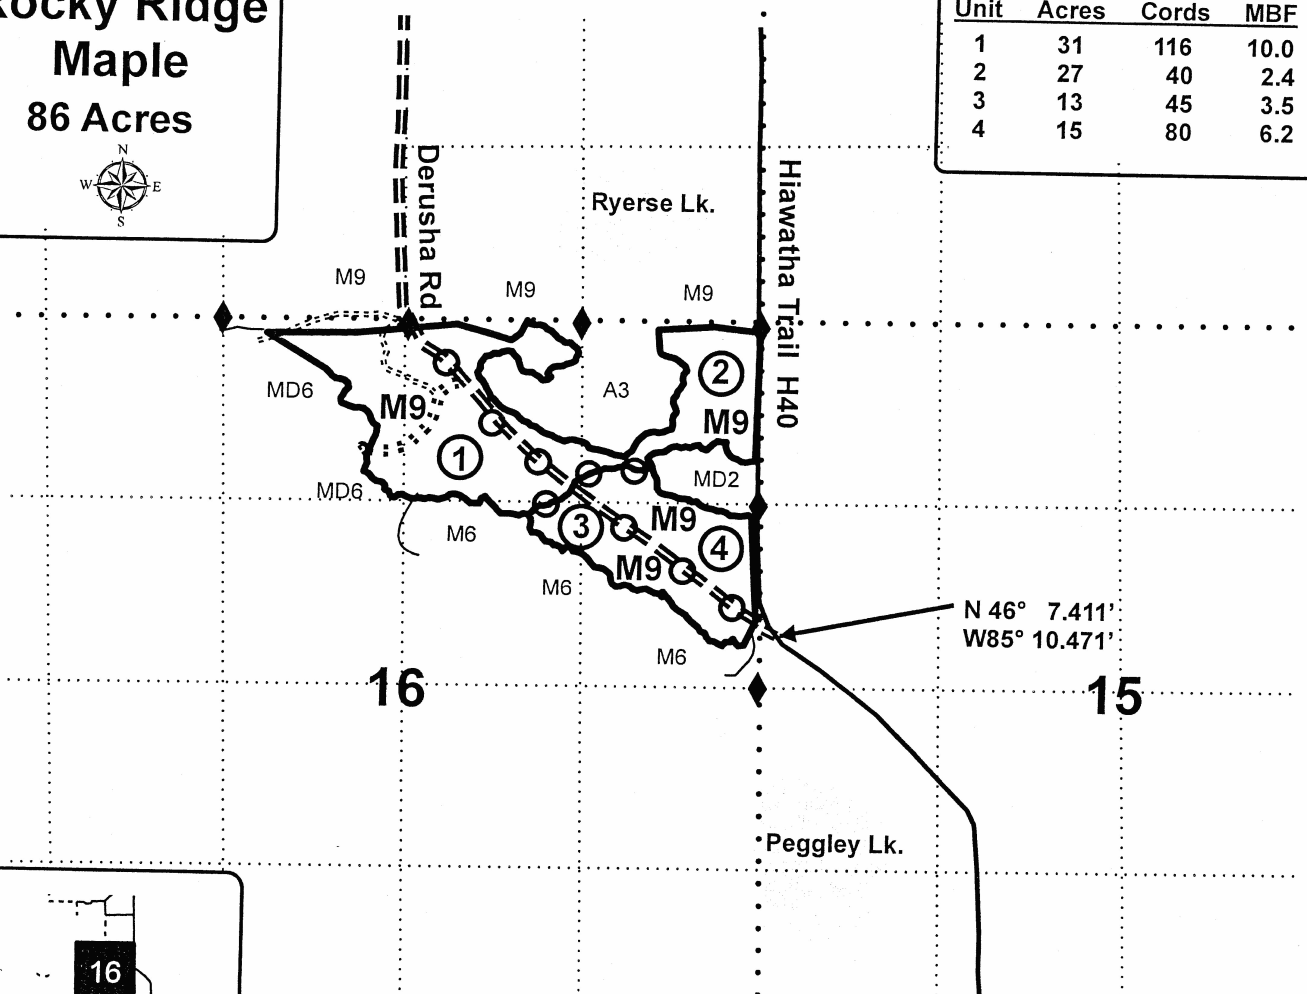 Rocky Ridge
Maple
86 Acres
N
W E
S
Unit Acres Cords MBF
1 31 116 10.0
2 27 40 2.4
3 13 45 3.5
4 15 80 6.2
Derusha Rd
Hiawatha Trail H40
Ryerse Lk.
M9
M9
M9
MD6
M9
A3
2
M9
1
MD2
MD6
M6
3
M9
4
M9
M6
M6
N 46° 7.411'
W85° 10.471'
16
15
Peggley Lk.
16